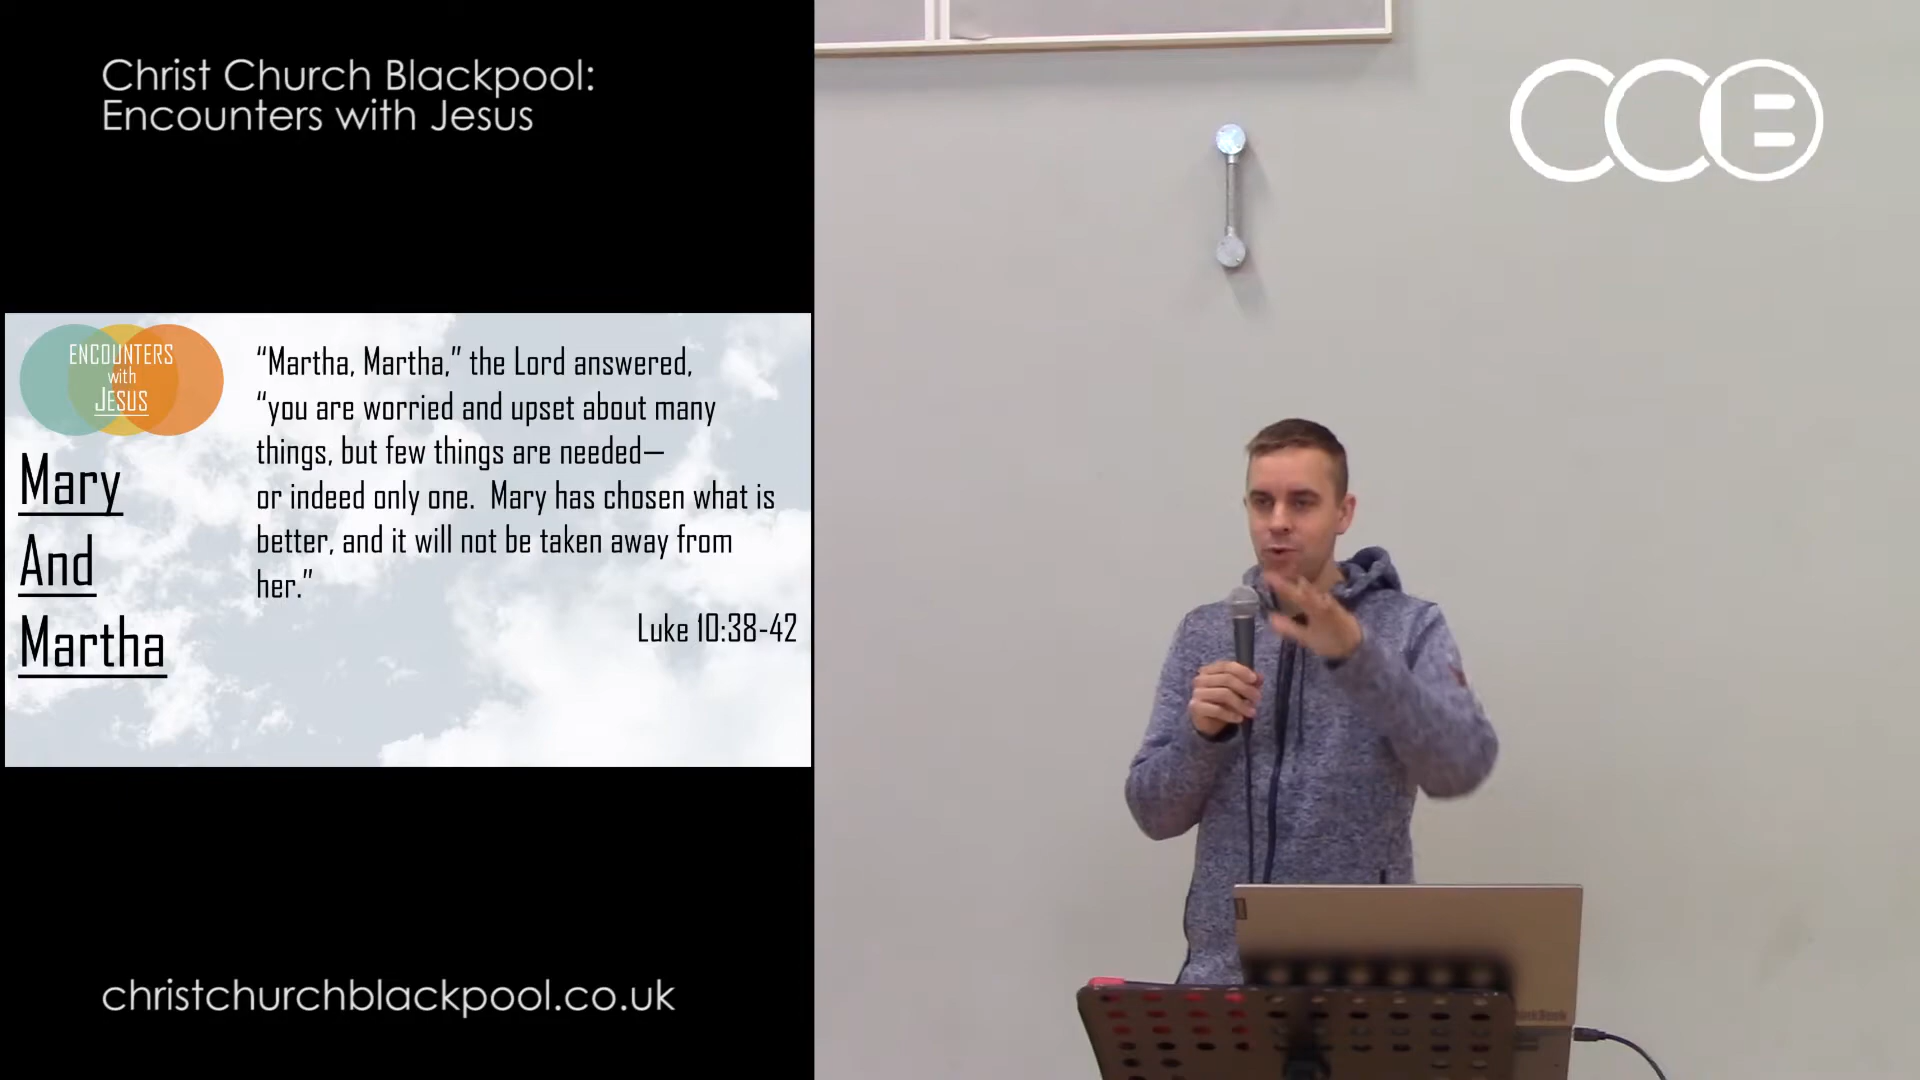 Christ Church Blackpool:
Encounters with Jesus
CCB
ENCOUNTERS
with
JESUS
Mary
And
Martha
“Martha, Martha,” the Lord answered,
“you are worried and upset about many
things, but few things are needed—
or indeed only one.  Mary has chosen what is
better, and it will not be taken away from
her.”
Luke 10:38-42
christchurchblackpool.co.uk